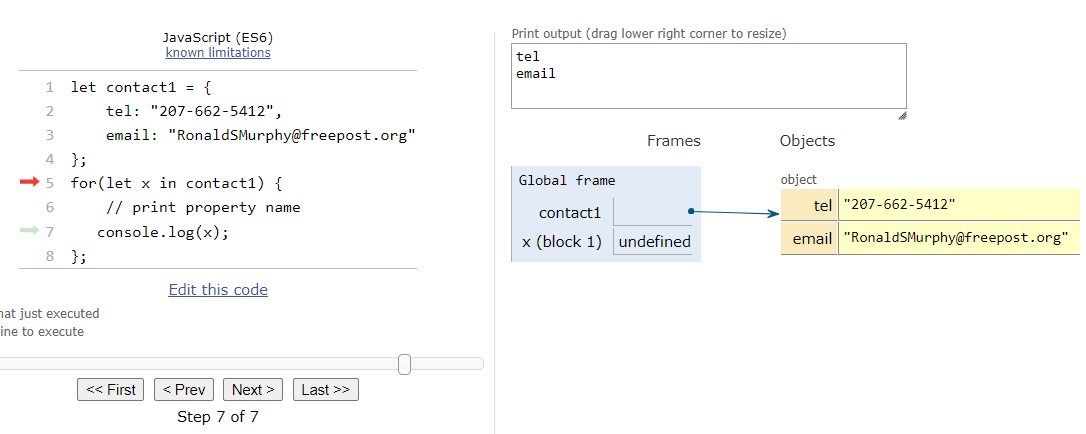 JavaScript (ES6)
known limitations
1 let contact1 = {
2 tel: "207-662-5412",
3 email: "RonaldSMurphy@freepost.org"
4 };
5 for(let x in contact1) {
6 // print property name
7 console.log(x);
8 };
Edit this code
just executed
to execute
<< First < Prev Next > Last >>
Step 7 of 7
Print output (drag lower right corner to resize)
tel
email
Frames Objects
Global frame
contact1
x (block 1) undefined
object
tel "207-662-5412"
email "RonaldSMurphy@freepost.org"